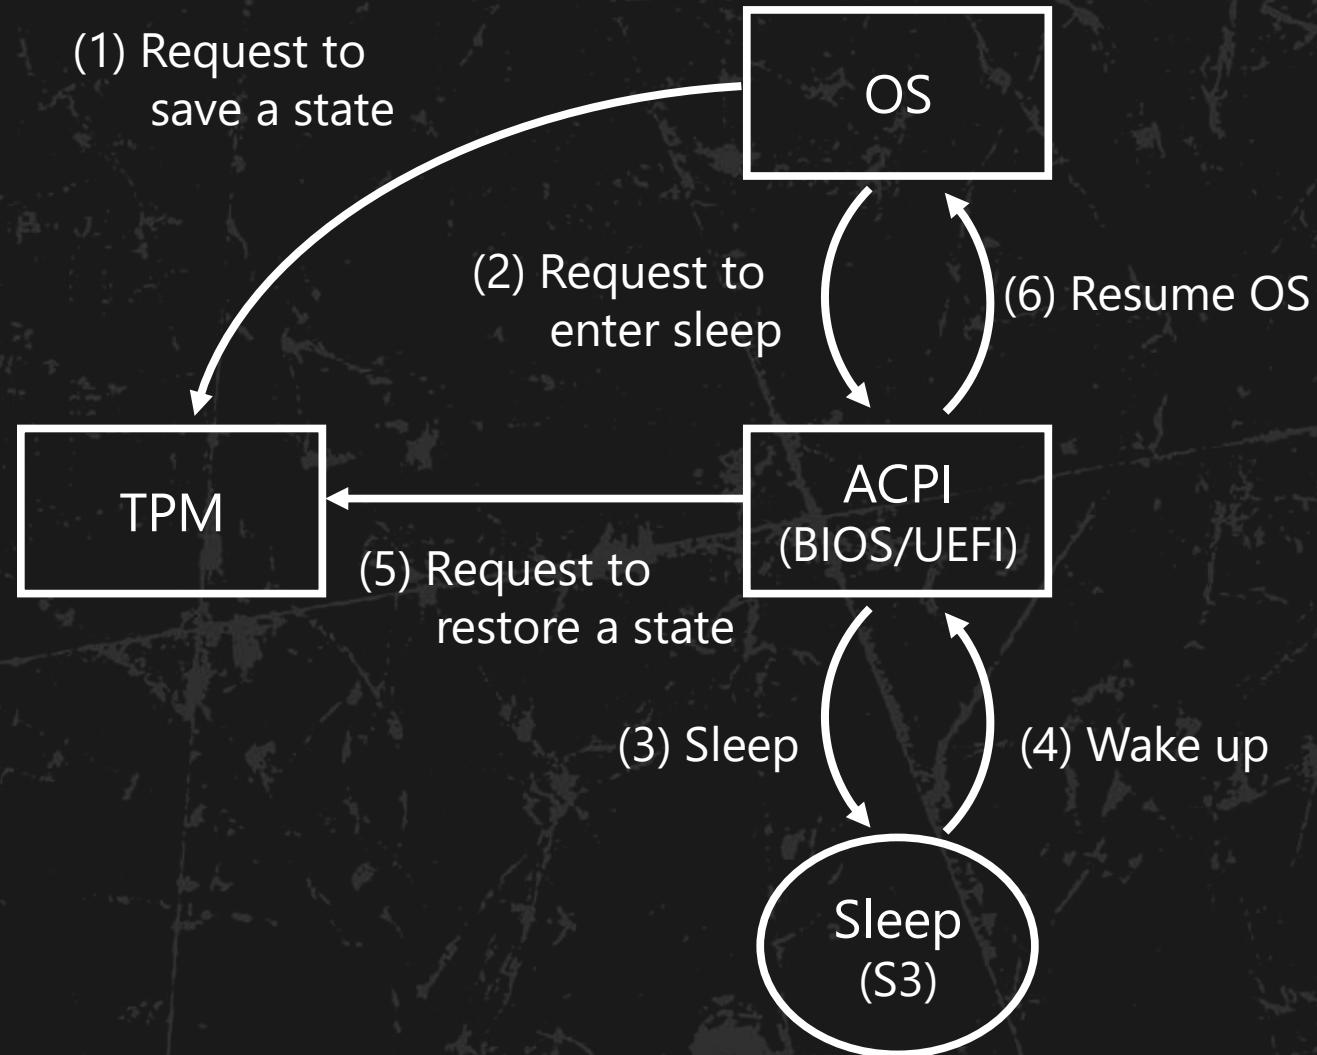 (1) Request to
save a state
OS
(2) Request to
enter sleep
(6) Resume OS
TPM
ACPI
(BIOS/UEFI)
(5) Request to
restore a state
(3) Sleep
(4) Wake up
Sleep
(S3)